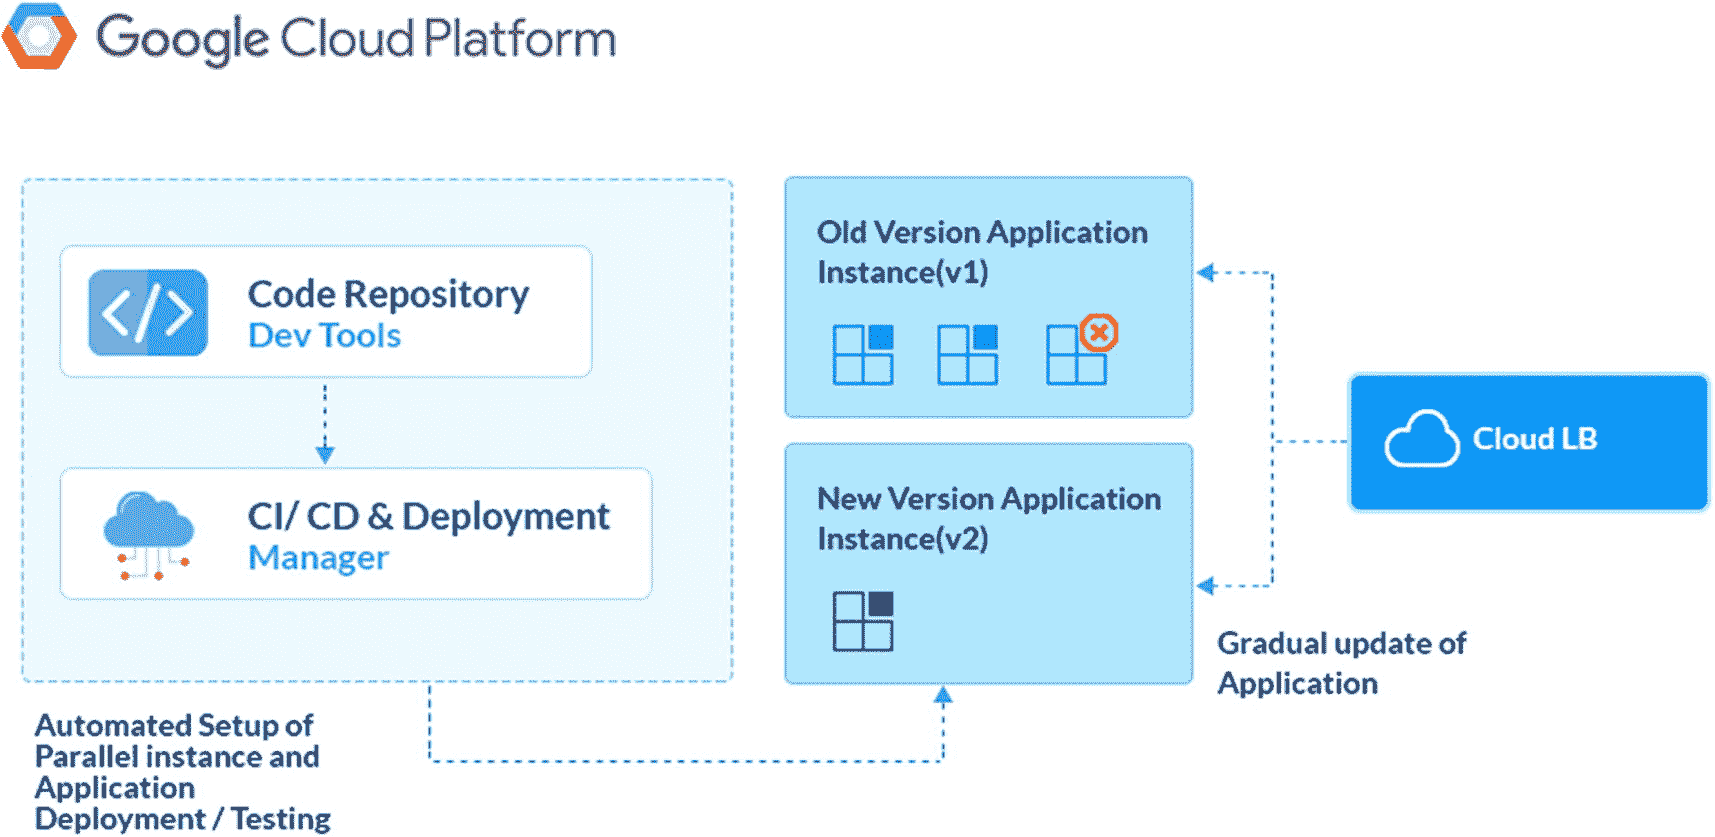 Google Cloud Platform
Code Repository
Dev Tools
CI/ CD & Deployment
Manager
Automated Setup of
Parallel instance and
Application
Deployment / Testing
Old Version Application
Instance(v1)
New Version Application
Instance(v2)
Cloud LB
Gradual update of
Application